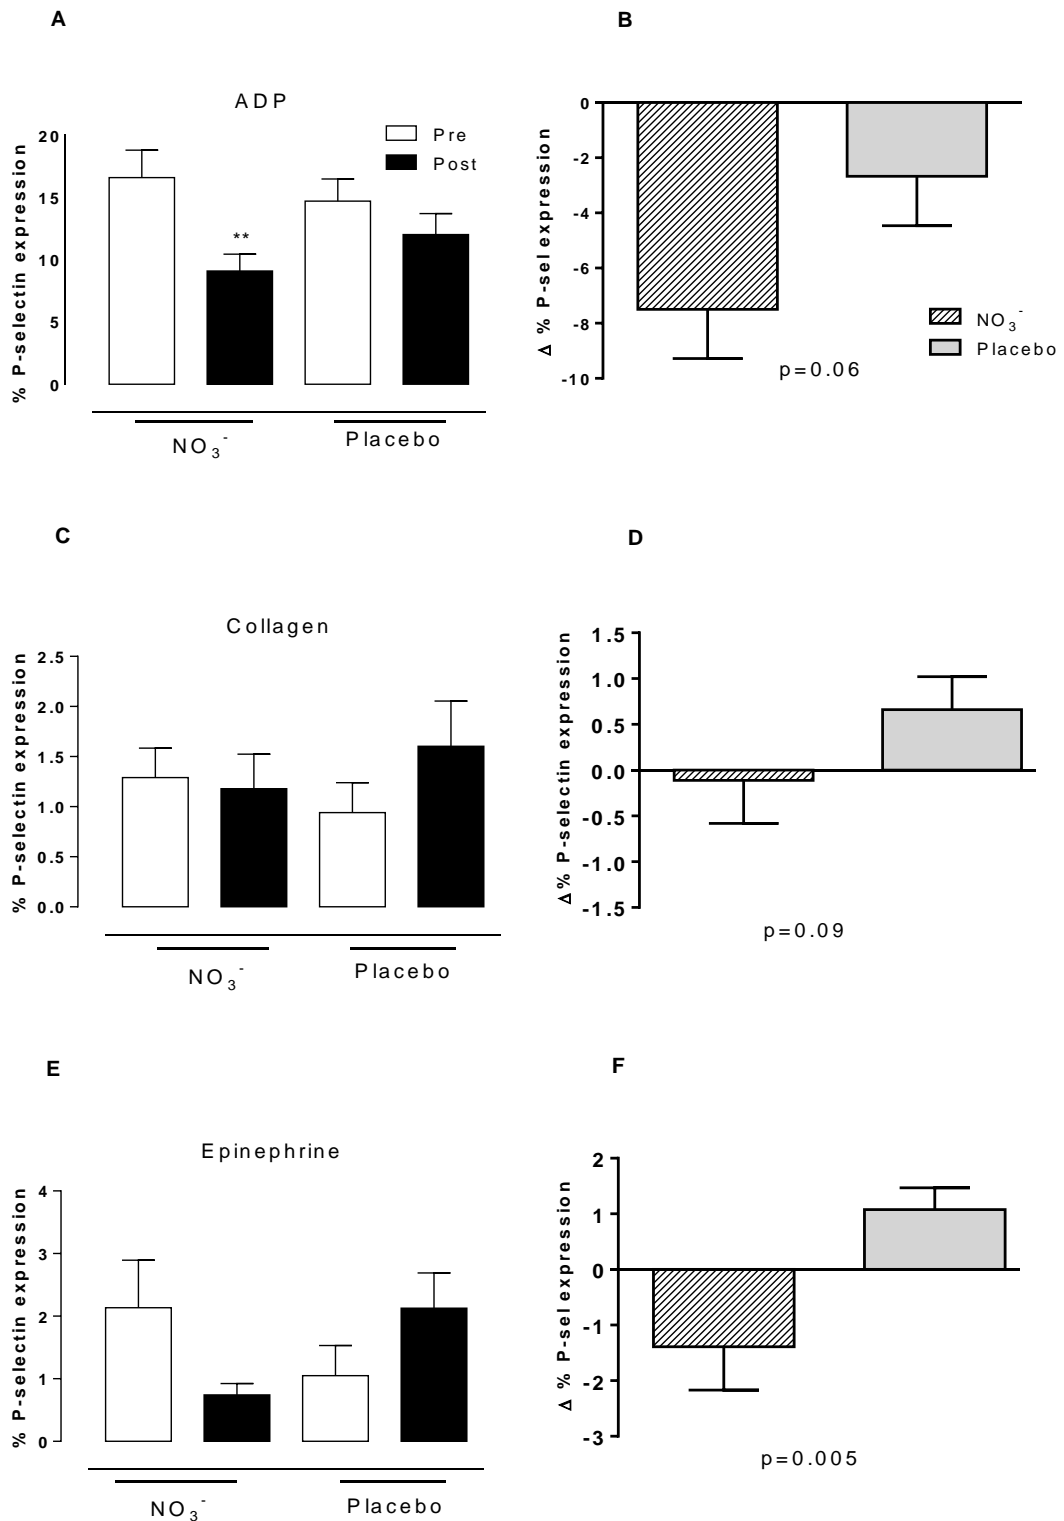 A
ADP
% P-selectin expression
20
15
10
5
0
Pre
Post
**
NO₃⁻
Placebo
B
Δ % P-sel expression
0
-2
-4
-6
-8
-10
NO₃⁻
Placebo
p=0.06
C
Collagen
% P-selectin expression
2.5
2.0
1.5
1.0
0.5
0.0
NO₃⁻
Placebo
D
Δ % P-selectin expression
1.5
1.0
0.5
0.0
-0.5
-1.0
-1.5
p=0.09
E
Epinephrine
% P-selectin expression
4
3
2
1
0
NO₃⁻
Placebo
F
Δ % P-sel expression
2
1
0
-1
-2
-3
p=0.005